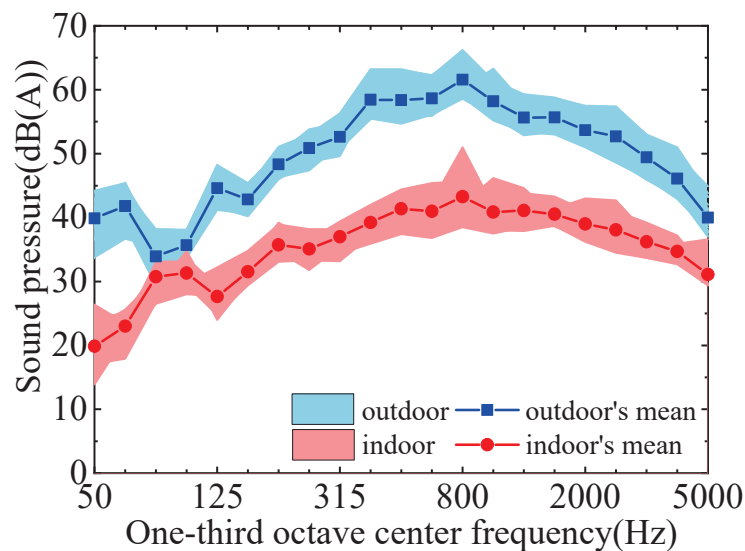 Sound pressure(dB(A))
70
60
50
40
30
20
10
0
outdoor
outdoor's mean
indoor
indoor's mean
50 125 315 800 2000 5000
One-third octave center frequency(Hz)